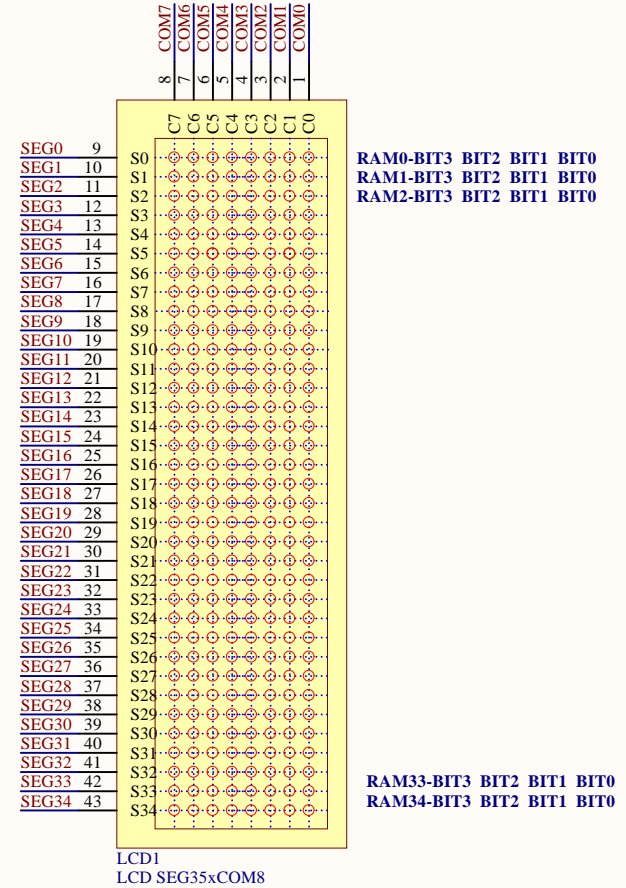 COM7 COM6 COM5 COM4 COM3 COM2 COM1 COM0
8 7 6 5 4 3 2 1
C7 C6 C5 C4 C3 C2 C1 C0
SEG0 9 S0 RAM0-BIT3 BIT2 BIT1 BIT0
SEG1 10 S1 RAM1-BIT3 BIT2 BIT1 BIT0
SEG2 11 S2 RAM2-BIT3 BIT2 BIT1 BIT0
SEG3 12 S3
SEG4 13 S4
SEG5 14 S5
SEG6 15 S6
SEG7 16 S7
SEG8 17 S8
SEG9 18 S9
SEG10 19 S10
SEG11 20 S11
SEG12 21 S12
SEG13 22 S13
SEG14 23 S14
SEG15 24 S15
SEG16 25 S16
SEG17 26 S17
SEG18 27 S18
SEG19 28 S19
SEG20 29 S20
SEG21 30 S21
SEG22 31 S22
SEG23 32 S23
SEG24 33 S24
SEG25 34 S25
SEG26 35 S26
SEG27 36 S27
SEG28 37 S28
SEG29 38 S29
SEG30 39 S30
SEG31 40 S31
SEG32 41 S32
SEG33 42 S33 RAM33-BIT3 BIT2 BIT1 BIT0
SEG34 43 S34 RAM34-BIT3 BIT2 BIT1 BIT0
LCD1
LCD SEG35xCOM8